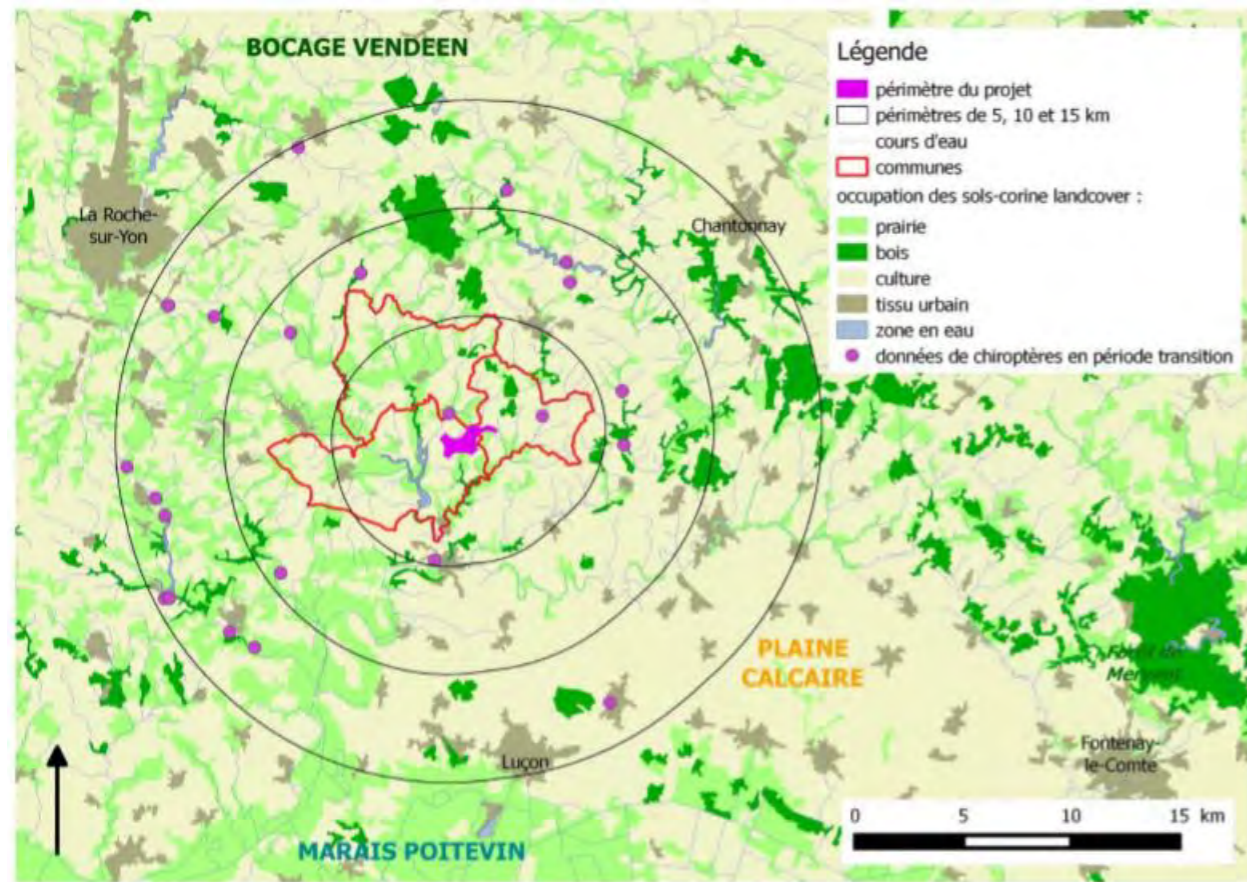 BOCAGE VENDEEN
Légende
périmètre du projet
périmètres de 5, 10 et 15 km
cours d'eau
communes
occupation des sols-corine landcover :
prairie
bois
culture
tissu urbain
zone en eau
données de chiroptères en période transition
La Roche-
sur-Yon
Chantonnay
PLAINE
CALCAIRE
Luçon
Fontenay-
le-Comte
MARAIS POITEVIN
0 5 10 15 km